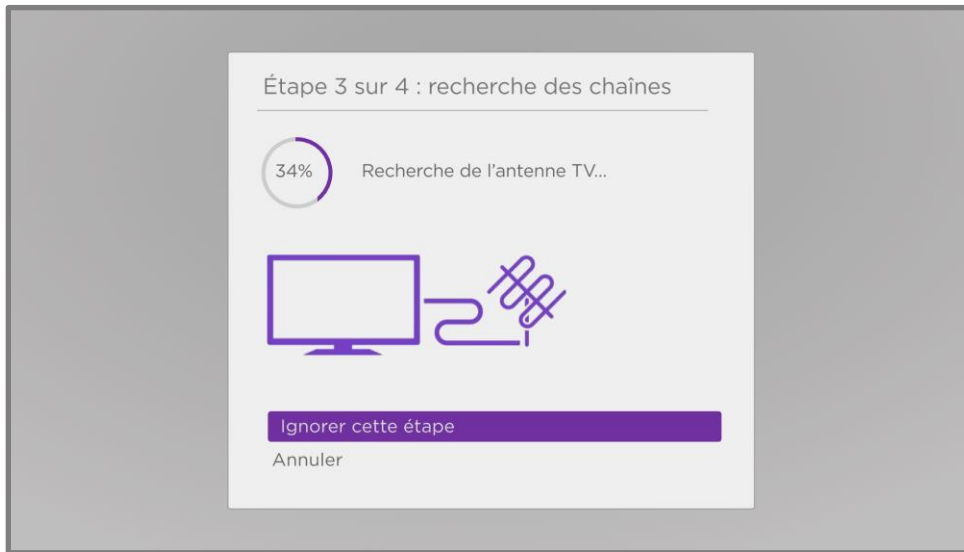 Étape 3 sur 4 : recherche des chaînes
34%
Recherche de l'antenne TV...
Ignorer cette étape
Annuler